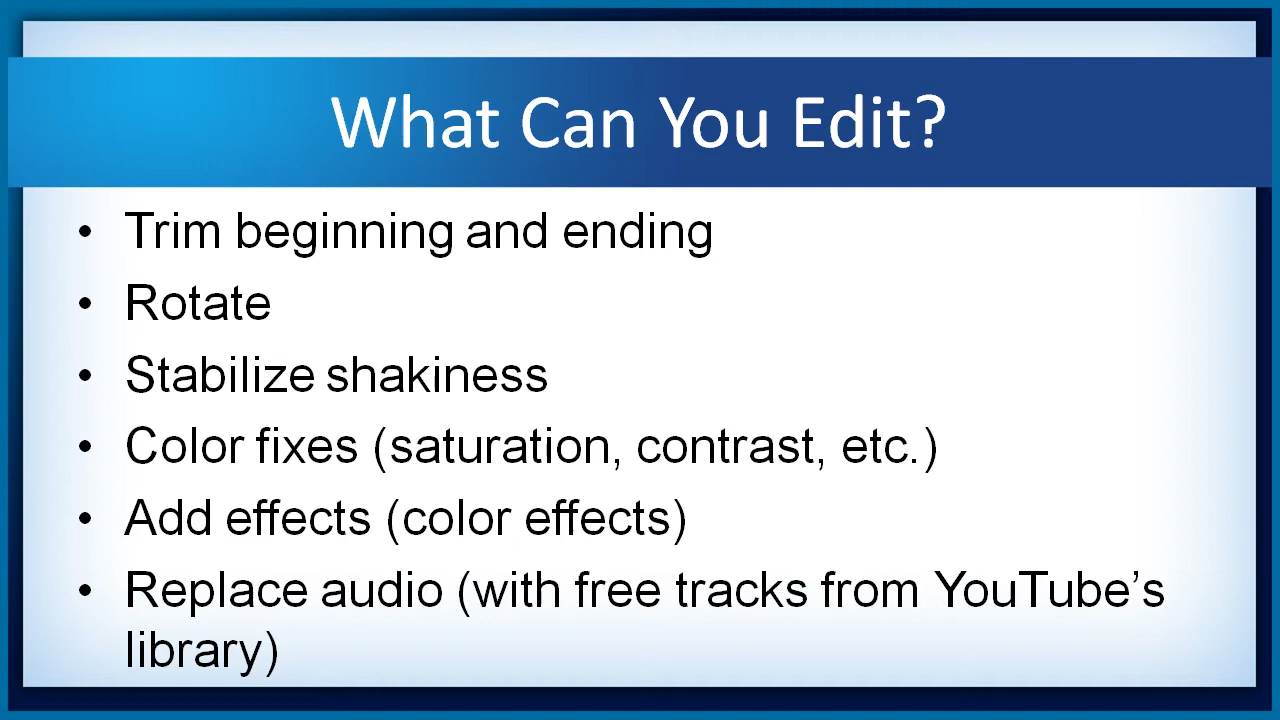 What Can You Edit?
• Trim beginning and ending
• Rotate
• Stabilize shakiness
• Color fixes (saturation, contrast, etc.)
• Add effects (color effects)
• Replace audio (with free tracks from YouTube’s
library)